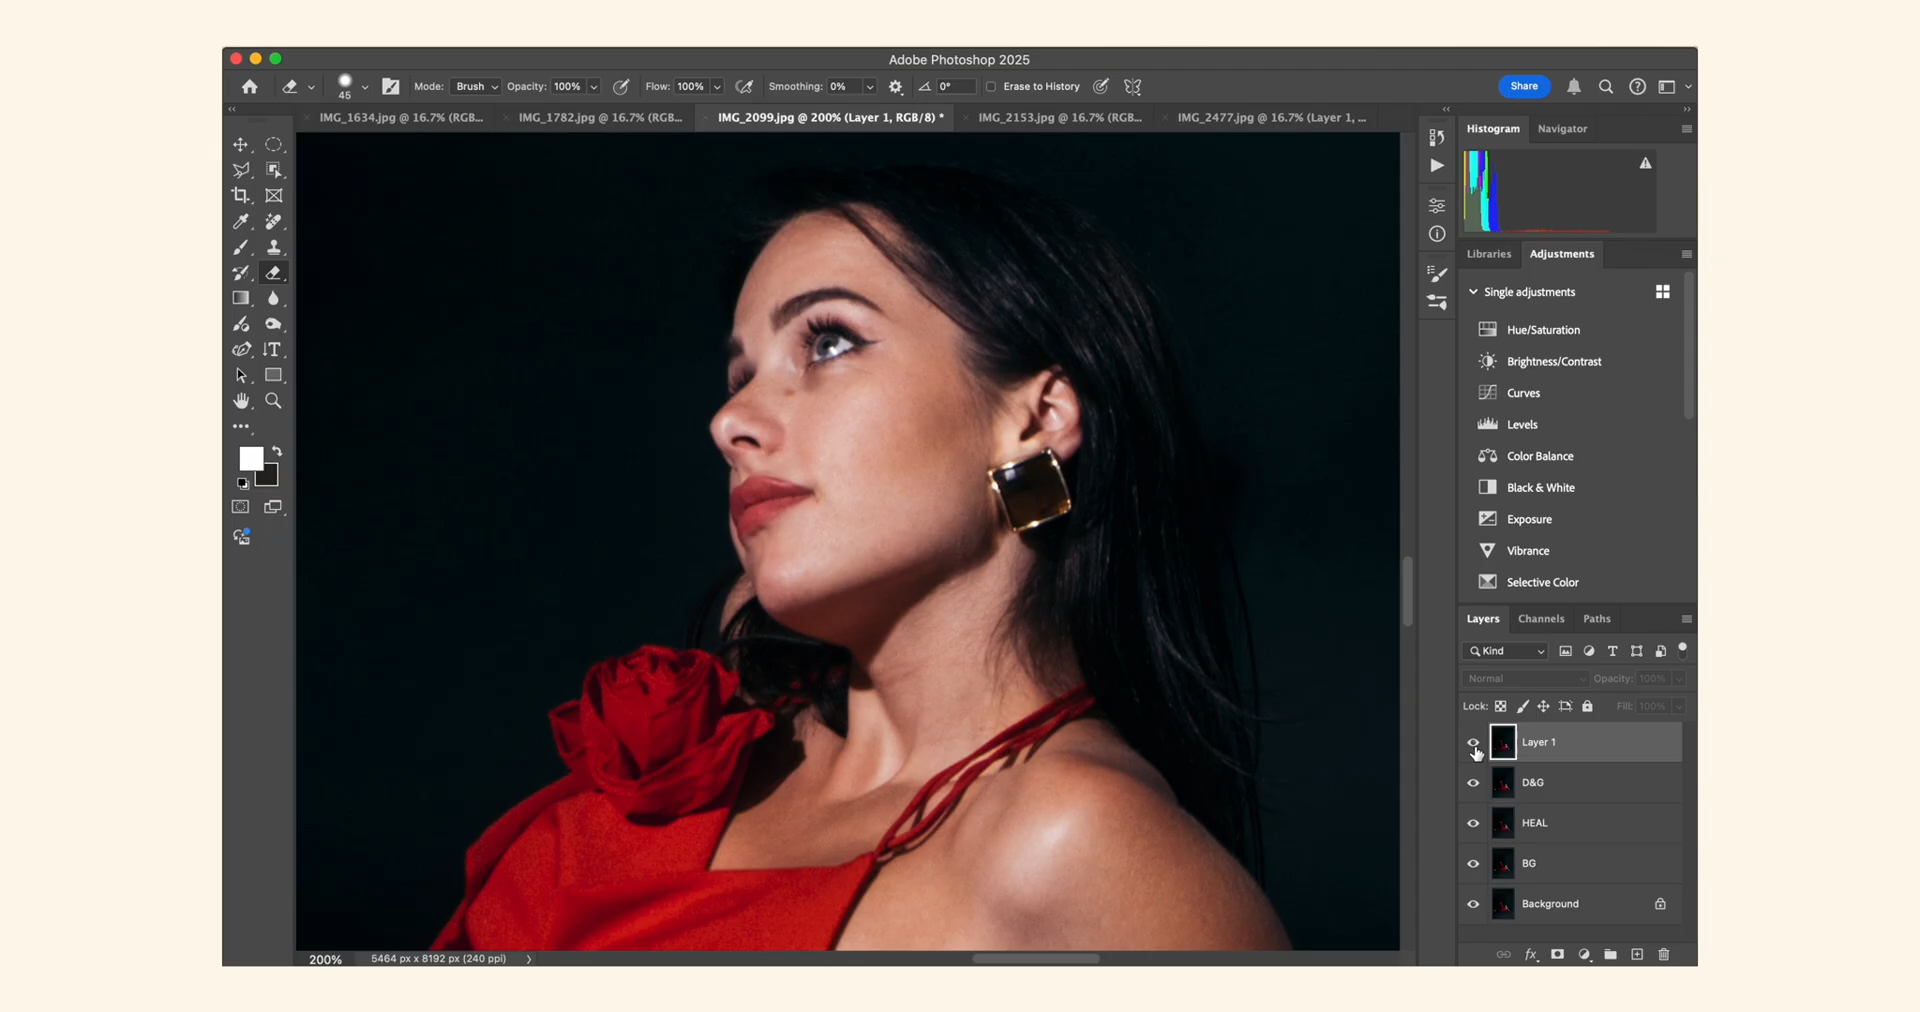 Adobe Photoshop 2025
45
Mode: Brush Opacity: 100% Flow: 100% Smoothing: 0% 0° Erase to History Share
IMG_1634.jpg @ 16.7% (RGB...
IMG_1782.jpg @ 16.7% (RGB...
IMG_2099.jpg @ 200% (Layer 1, RGB/8) *
IMG_2153.jpg @ 16.7% (RGB...
IMG_2477.jpg @ 16.7% (Layer 1, ...
Histogram Navigator
Libraries Adjustments
Single adjustments
Hue/Saturation
Brightness/Contrast
Curves
Levels
Color Balance
Black & White
Exposure
Vibrance
Selective Color
Layers Channels Paths
Kind
Normal Opacity: 100%
Lock: Fill: 100%
Layer 1
D&G
HEAL
BG
Background
fx
200% 5464 px x 8192 px (240 ppi)